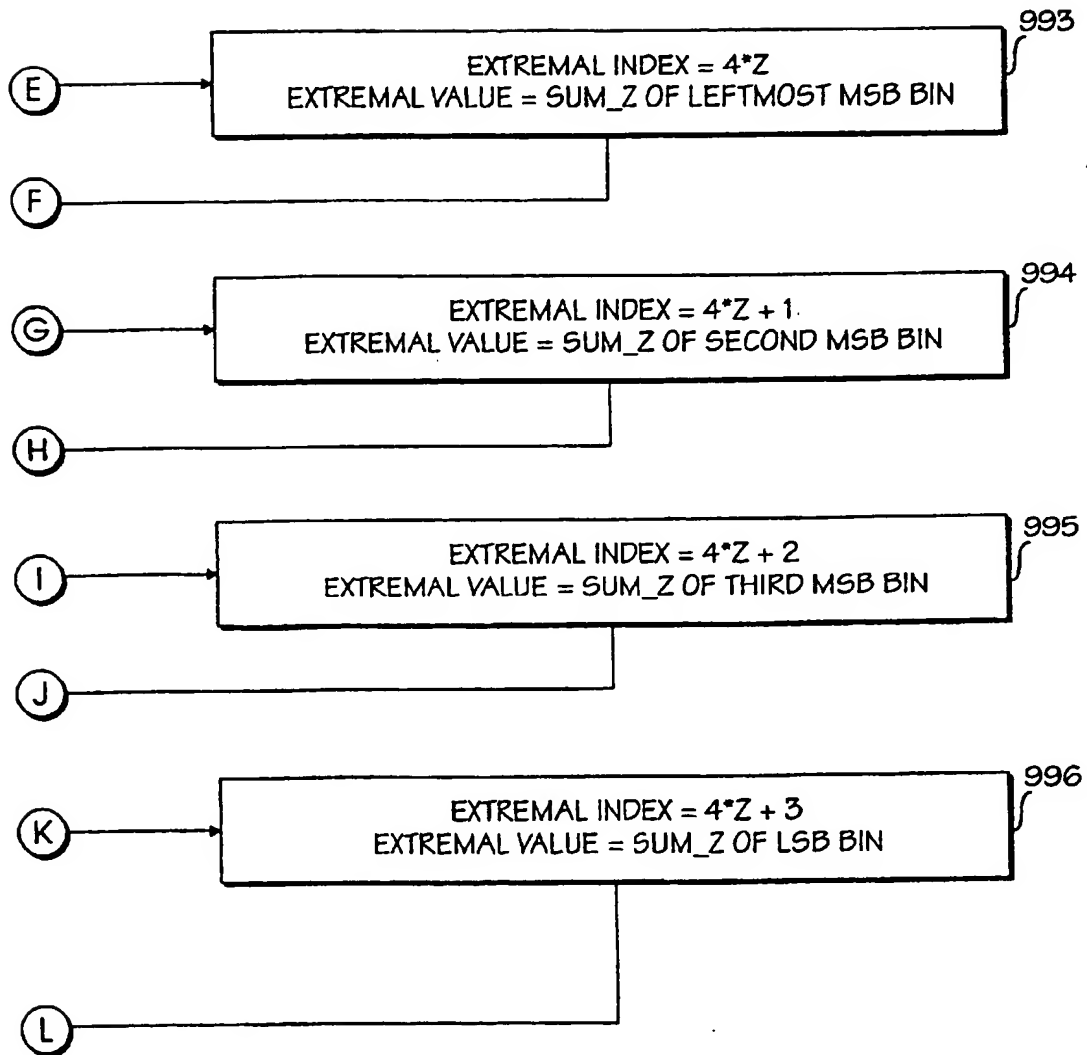 993
E
EXTREMAL INDEX = 4*Z
EXTREMAL VALUE = SUM_Z OF LEFTMOST MSB BIN
F
994
G
EXTREMAL INDEX = 4*Z + 1
EXTREMAL VALUE = SUM_Z OF SECOND MSB BIN
H
995
I
EXTREMAL INDEX = 4*Z + 2
EXTREMAL VALUE = SUM_Z OF THIRD MSB BIN
J
996
K
EXTREMAL INDEX = 4*Z + 3
EXTREMAL VALUE = SUM_Z OF LSB BIN
L